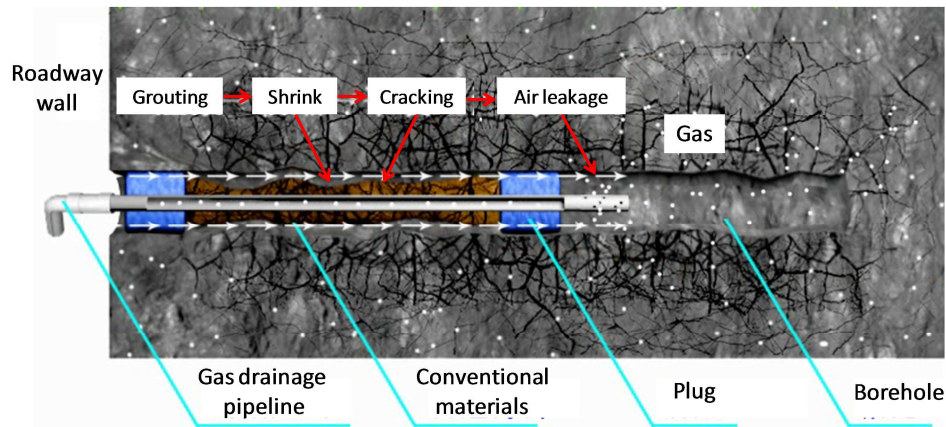 Roadway
wall
Grouting
Shrink
Cracking
Air leakage
Gas
Gas drainage
pipeline
Conventional
materials
Plug
Borehole